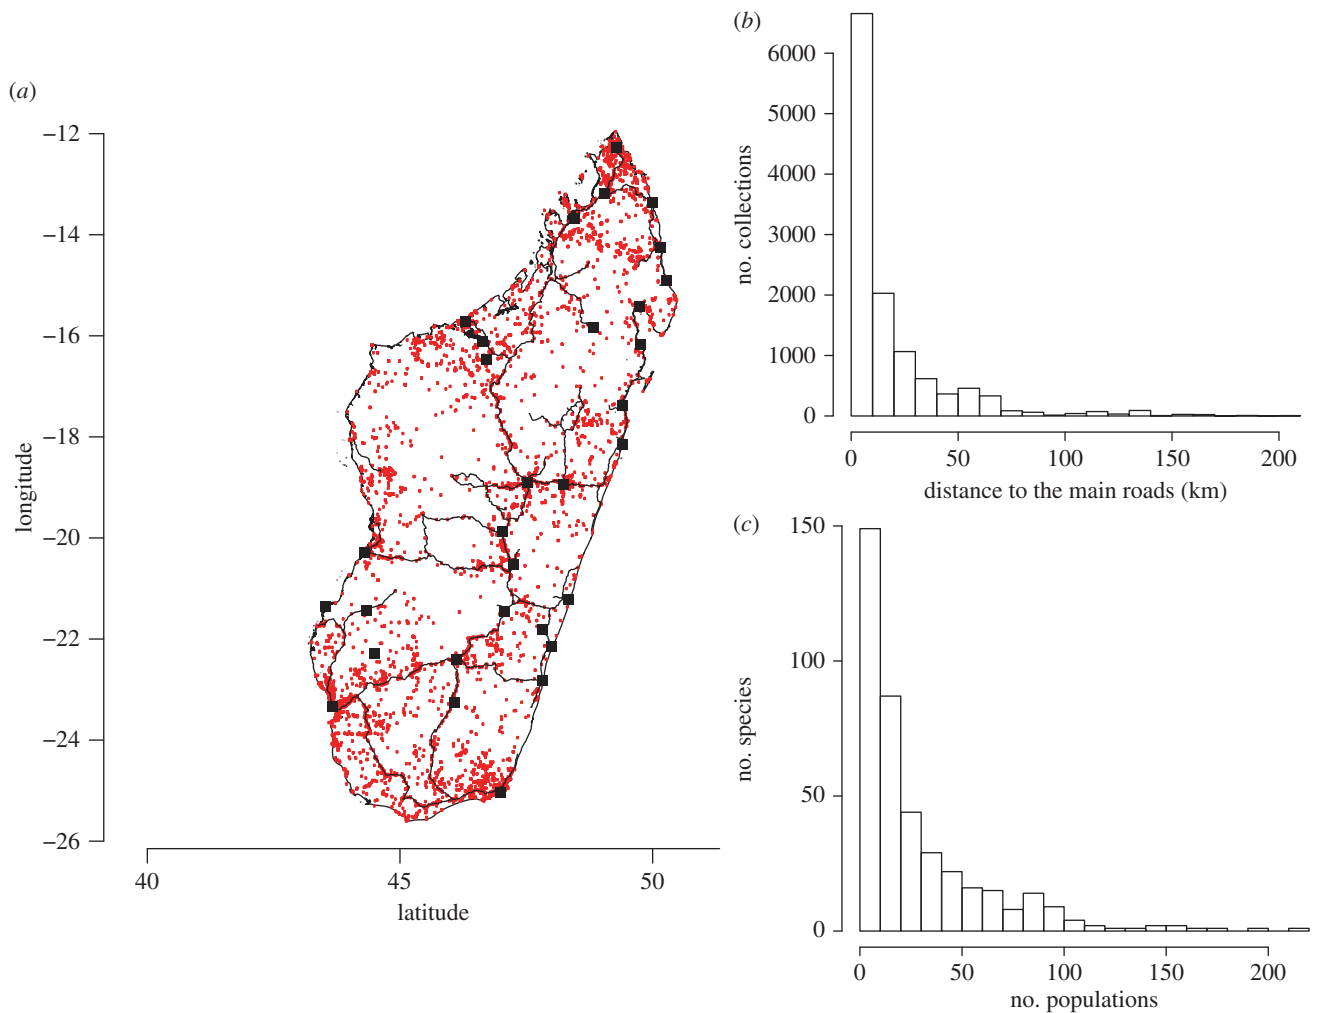 (a)
−12
−14
−16
−18
−20
−22
−24
−26
longitude
40 45 50
latitude
(b)
6000
5000
4000
3000
2000
1000
0
no. collections
0 50 100 150 200
distance to the main roads (km)
(c)
150
100
50
0
no. species
0 50 100 150 200
no. populations